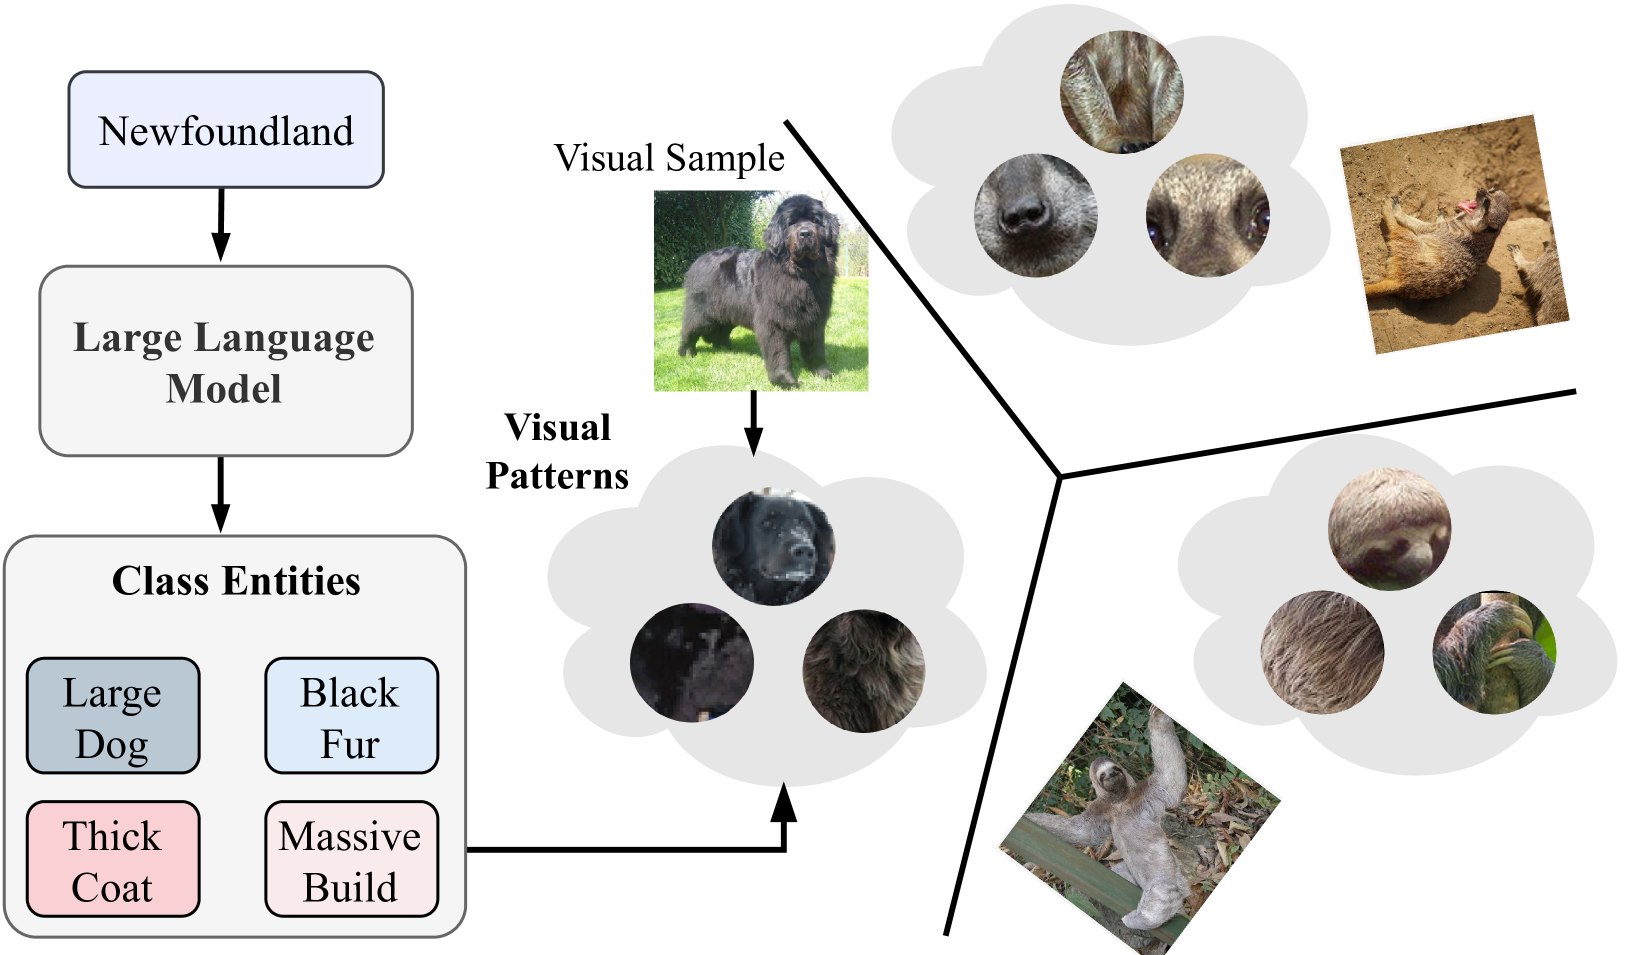 Newfoundland
Large Language
Model
Class Entities
Large
Dog
Black
Fur
Thick
Coat
Massive
Build
Visual Sample
Visual
Patterns